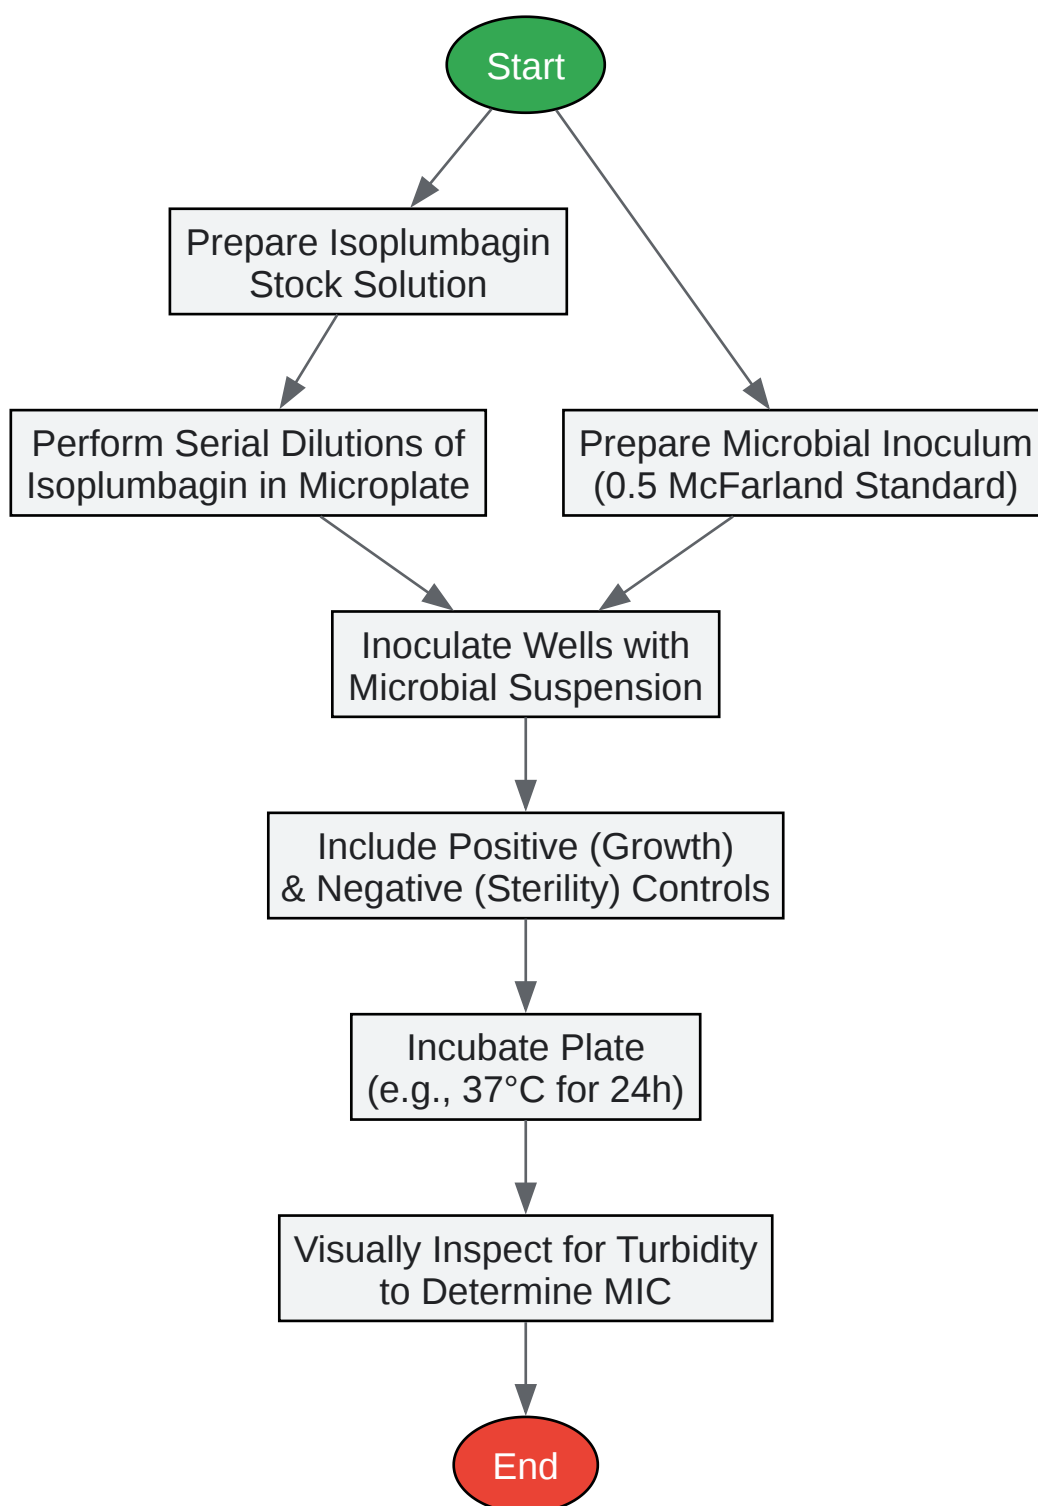 Start
Prepare Isoplumbagin
Stock Solution
Perform Serial Dilutions of
Isoplumbagin in Microplate
Prepare Microbial Inoculum
(0.5 McFarland Standard)
Inoculate Wells with
Microbial Suspension
Include Positive (Growth)
& Negative (Sterility) Controls
Incubate Plate
(e.g., 37°C for 24h)
Visually Inspect for Turbidity
to Determine MIC
End